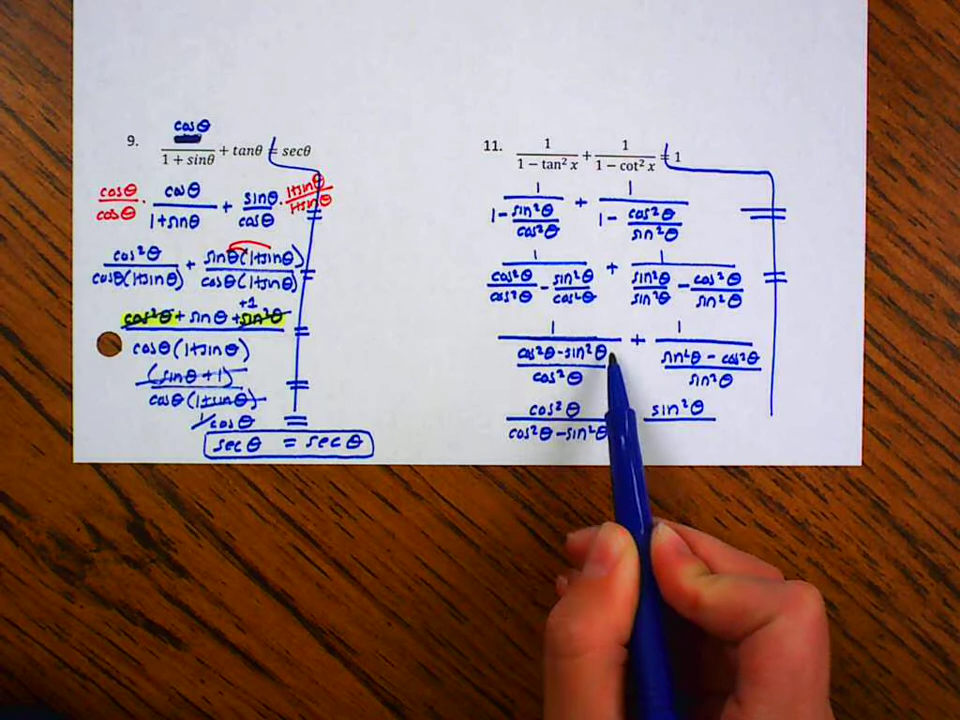 cosθ
9. ———/(1 + sinθ) + tanθ = secθ
cosθ/cosθ · cosθ/(1+sinθ) + sinθ/cosθ · (1+sinθ)/(1+sinθ) =
cos²θ/(cosθ(1+sinθ)) + sinθ(1+sinθ)/(cosθ(1+sinθ)) =
+1
cos²θ + sinθ + sin²θ =
cosθ(1+sinθ)
(sinθ+1) =
cosθ(1+sinθ)
1/cosθ =
secθ = secθ
11. 1/(1 − tan² x) + 1/(1 − cot² x) = 1
1/(1 − sin²θ/cos²θ) + 1/(1 − cos²θ/sin²θ) =
1/(cos²θ/cos²θ − sin²θ/cos²θ) + 1/(sin²θ/sin²θ − cos²θ/sin²θ) =
1/((cos²θ − sin²θ)/cos²θ) + 1/((sin²θ − cos²θ)/sin²θ)
cos²θ/(cos²θ − sin²θ) sin²θ/